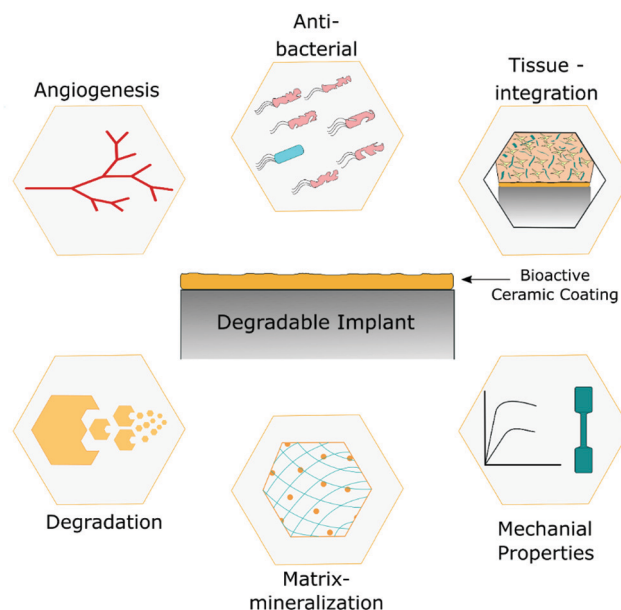 Anti-
bacterial
Angiogenesis
Tissue -
integration
Bioactive
Ceramic Coating
Degradable Implant
Degradation
Matrix-
mineralization
Mechanial
Properties